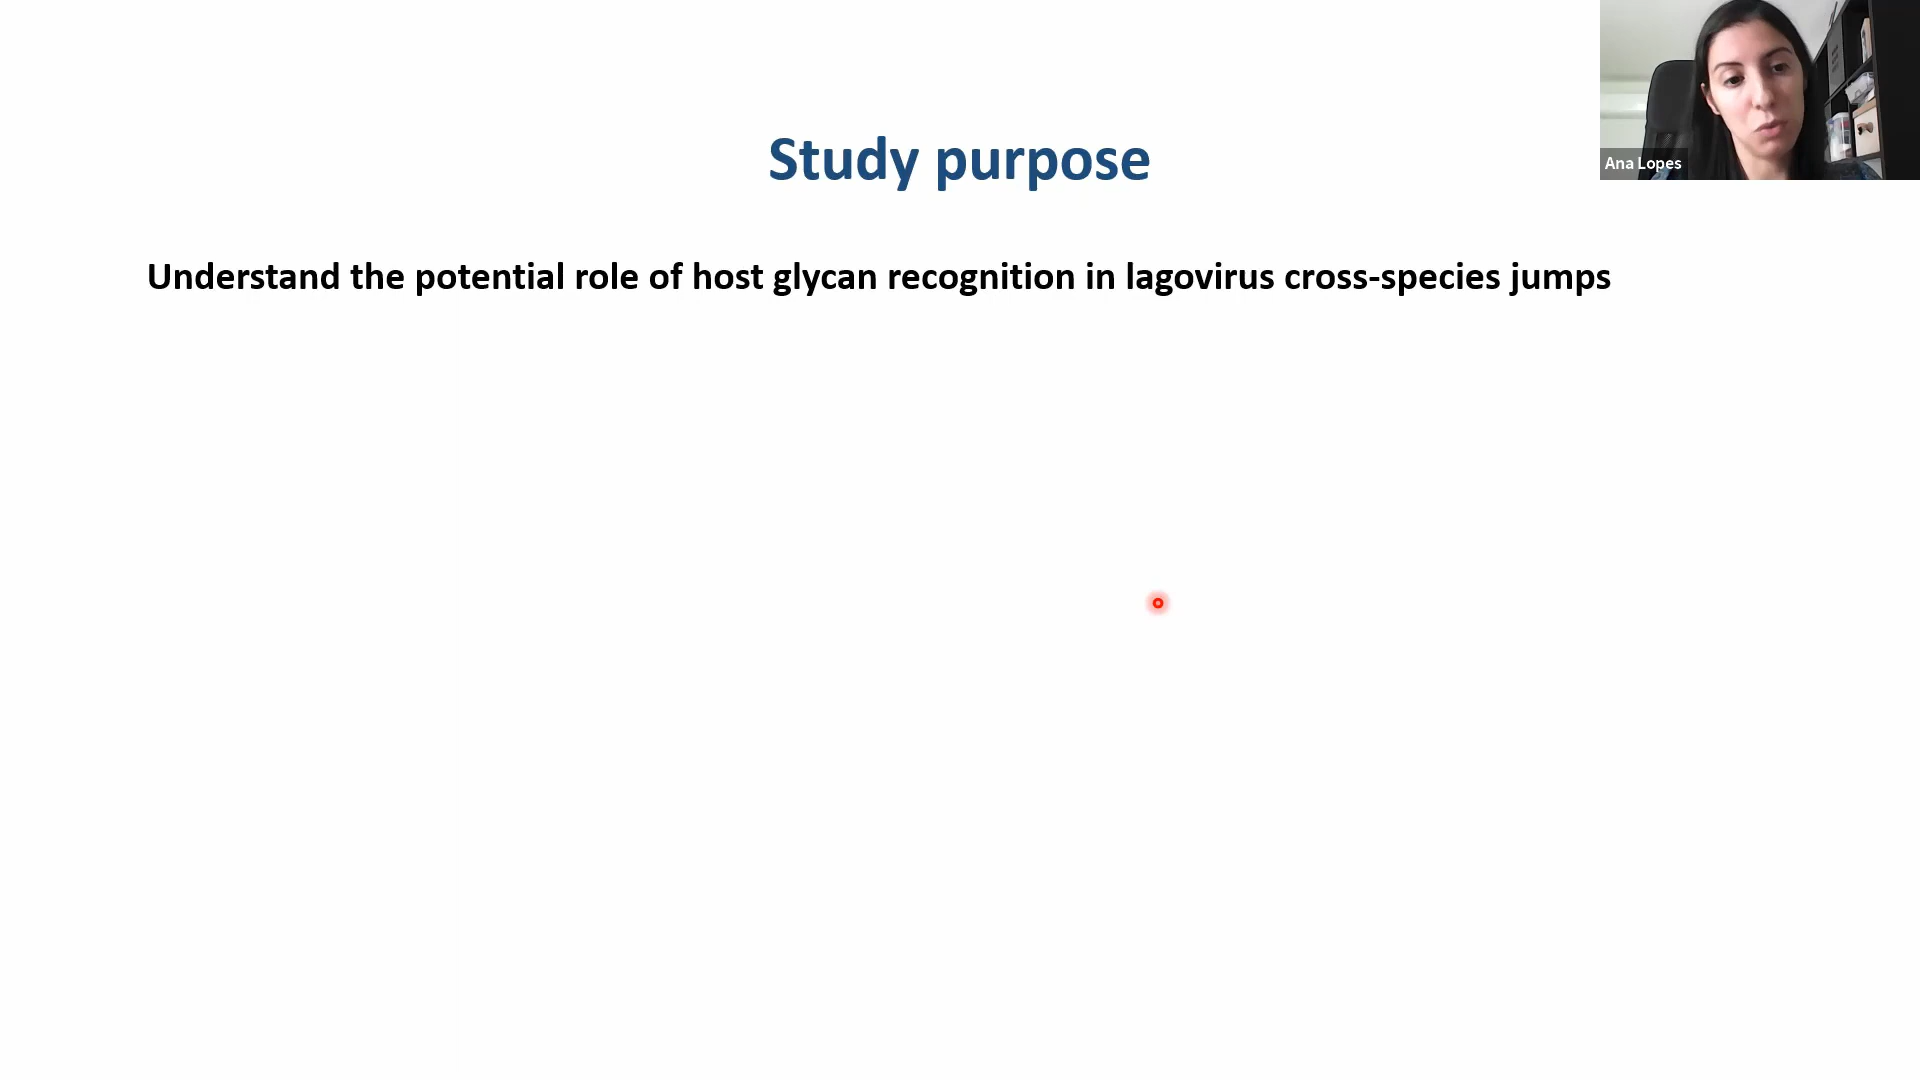 Study purpose
Ana Lopes
Understand the potential role of host glycan recognition in lagovirus cross-species jumps